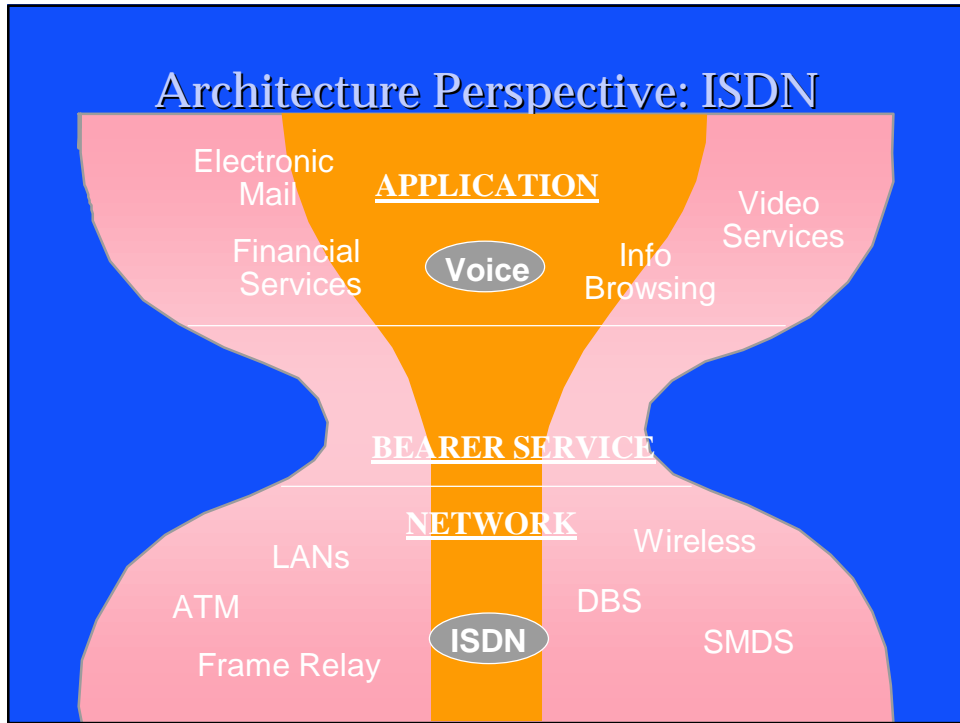 Architecture Perspective: ISDN
Electronic
Mail
APPLICATION
Video
Services
Financial
Services
Voice
Info
Browsing
BEARER SERVICE
NETWORK
LANs
Wireless
ATM
DBS
Frame Relay
ISDN
SMDS